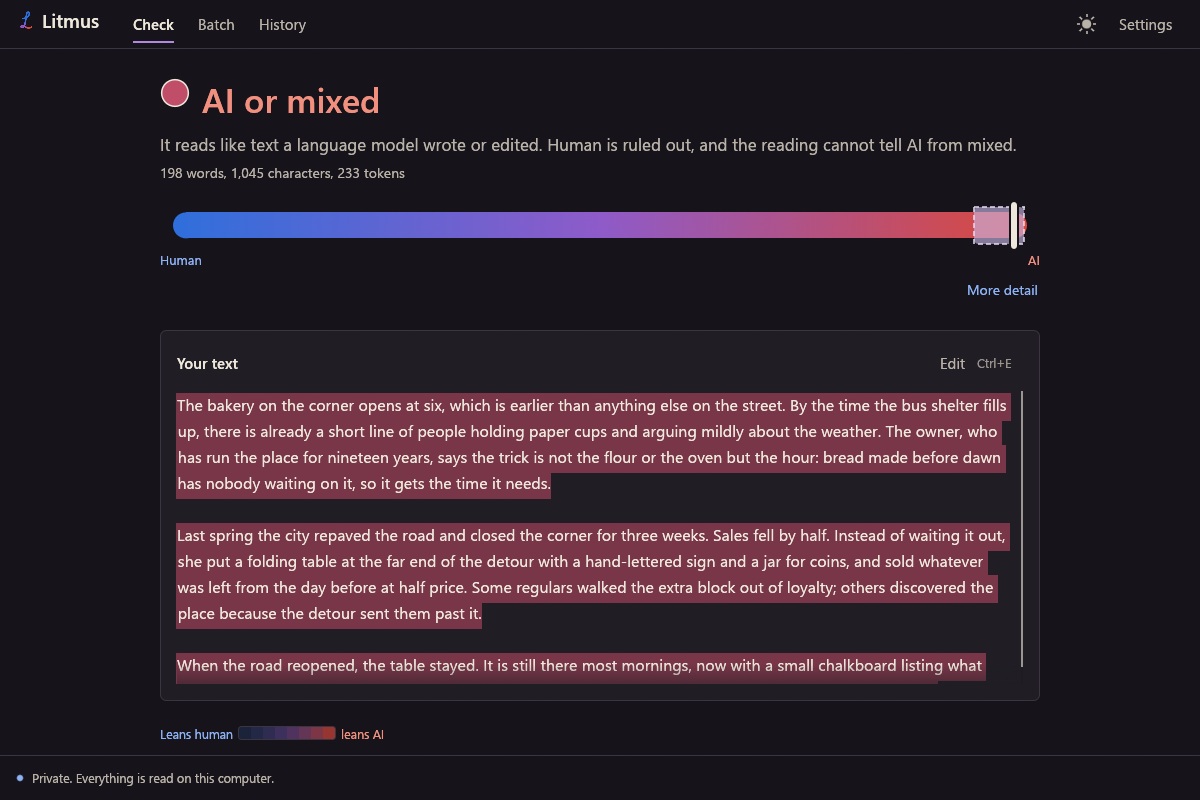 Litmus
Check
Batch
History
Settings
AI or mixed
It reads like text a language model wrote or edited. Human is ruled out, and the reading cannot tell AI from mixed.
198 words, 1,045 characters, 233 tokens
Human
AI
More detail
Your text
Edit
Ctrl+E
The bakery on the corner opens at six, which is earlier than anything else on the street. By the time the bus shelter fills
up, there is already a short line of people holding paper cups and arguing mildly about the weather. The owner, who
has run the place for nineteen years, says the trick is not the flour or the oven but the hour: bread made before dawn
has nobody waiting on it, so it gets the time it needs.
Last spring the city repaved the road and closed the corner for three weeks. Sales fell by half. Instead of waiting it out,
she put a folding table at the far end of the detour with a hand-lettered sign and a jar for coins, and sold whatever
was left from the day before at half price. Some regulars walked the extra block out of loyalty; others discovered the
place because the detour sent them past it.
When the road reopened, the table stayed. It is still there most mornings, now with a small chalkboard listing what
Leans human
leans AI
Private. Everything is read on this computer.